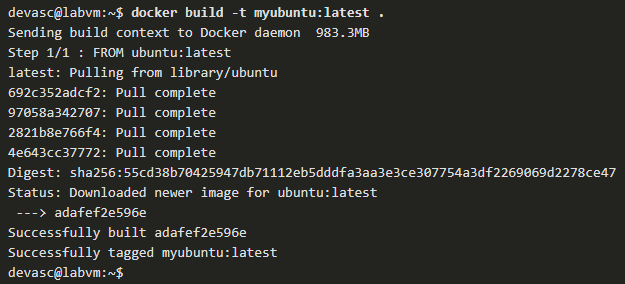 devasc@labvm:~$ docker build -t myubuntu:latest .
Sending build context to Docker daemon  983.3MB
Step 1/1 : FROM ubuntu:latest
latest: Pulling from library/ubuntu
692c352adcf2: Pull complete
97058a342707: Pull complete
2821b8e766f4: Pull complete
4e643cc37772: Pull complete
Digest: sha256:55cd38b70425947db71112eb5dddfa3aa3e3ce307754a3df2269069d2278ce47
Status: Downloaded newer image for ubuntu:latest
 ---> adafef2e596e
Successfully built adafef2e596e
Successfully tagged myubuntu:latest
devasc@labvm:~$